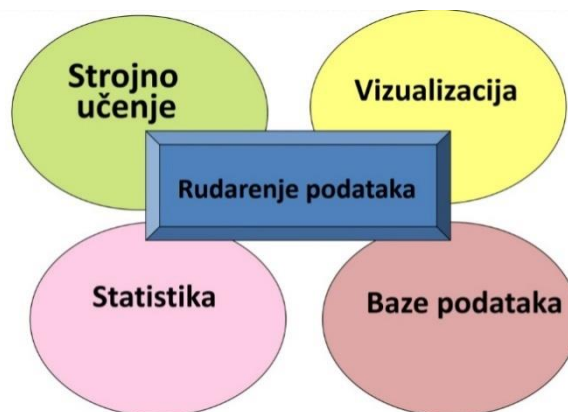 Strojno
učenje
Vizualizacija
Rudarenje podataka
Statistika
Baze podataka